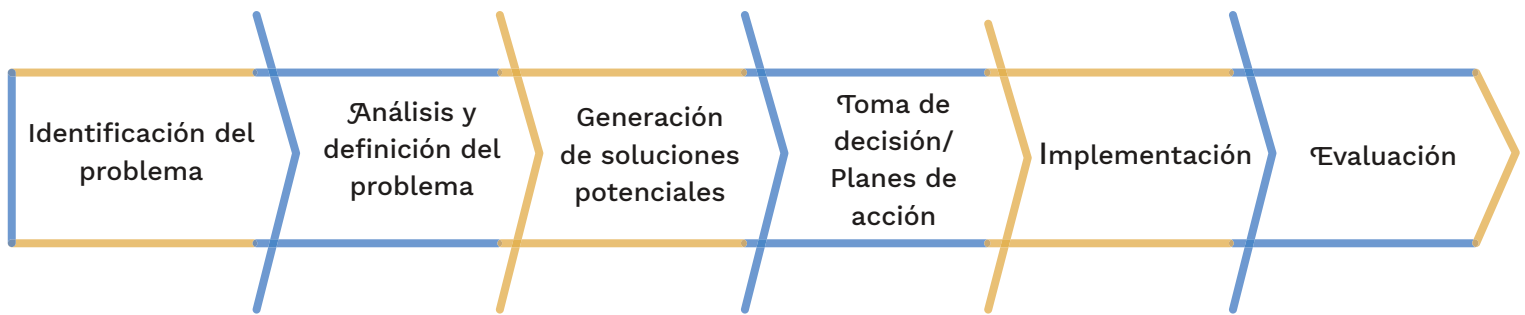 Identificación del
problema
Análisis y
definición del
problema
Generación
de soluciones
potenciales
Toma de
decisión/
Planes de
acción
Implementación
Evaluación